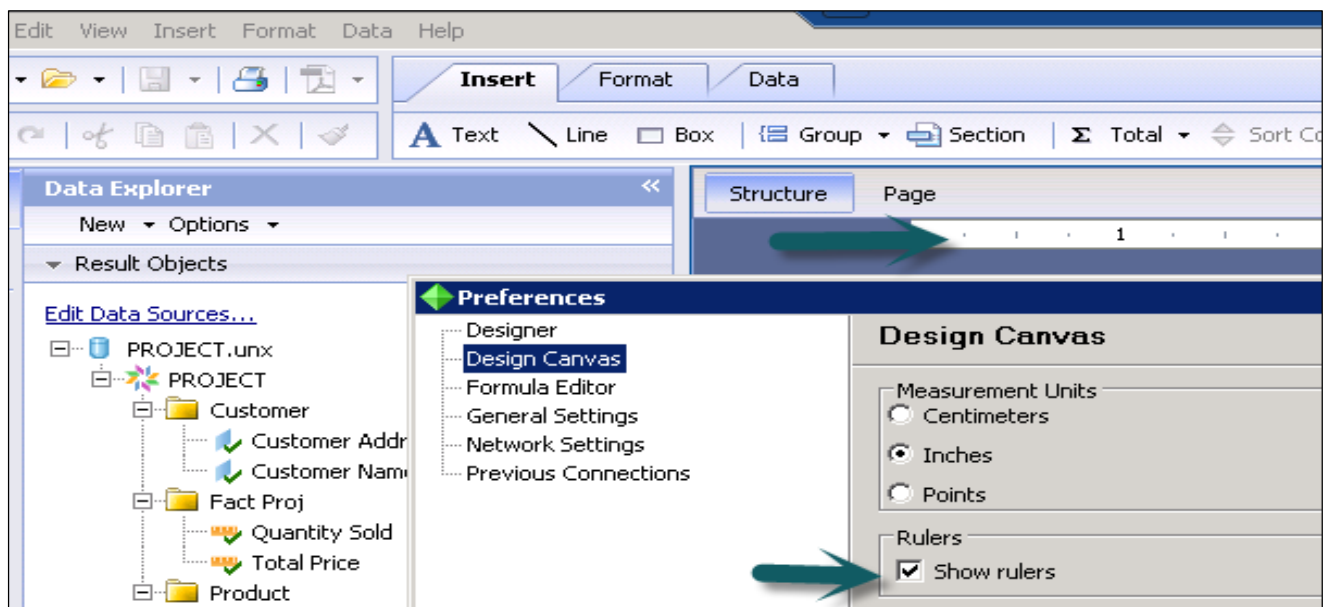 Edit View Insert Format Data Help
Insert Format Data
Text Line Box Group Section Σ Total Sort
Data Explorer «
New Options
Result Objects
Edit Data Sources...
PROJECT.unx
PROJECT
Customer
Customer
Customer
Fact Proj
Quantity Sold
Total Price
Product
Structure Page
1
Preferences
Designer
Design Canvas
Formula Editor
General Settings
Network Settings
Previous Connections
Design Canvas
Measurement Units
Centimeters
Inches
Points
Rulers
Show rulers